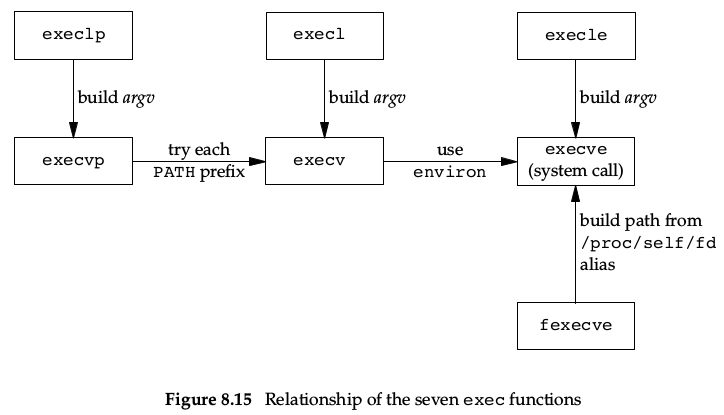 execlp
execl
execle
build argv
build argv
build argv
execvp
try each
PATH prefix
execv
use
environ
execve
(system call)
build path from
/proc/self/fd
alias
fexecve
Figure 8.15 Relationship of the seven exec functions